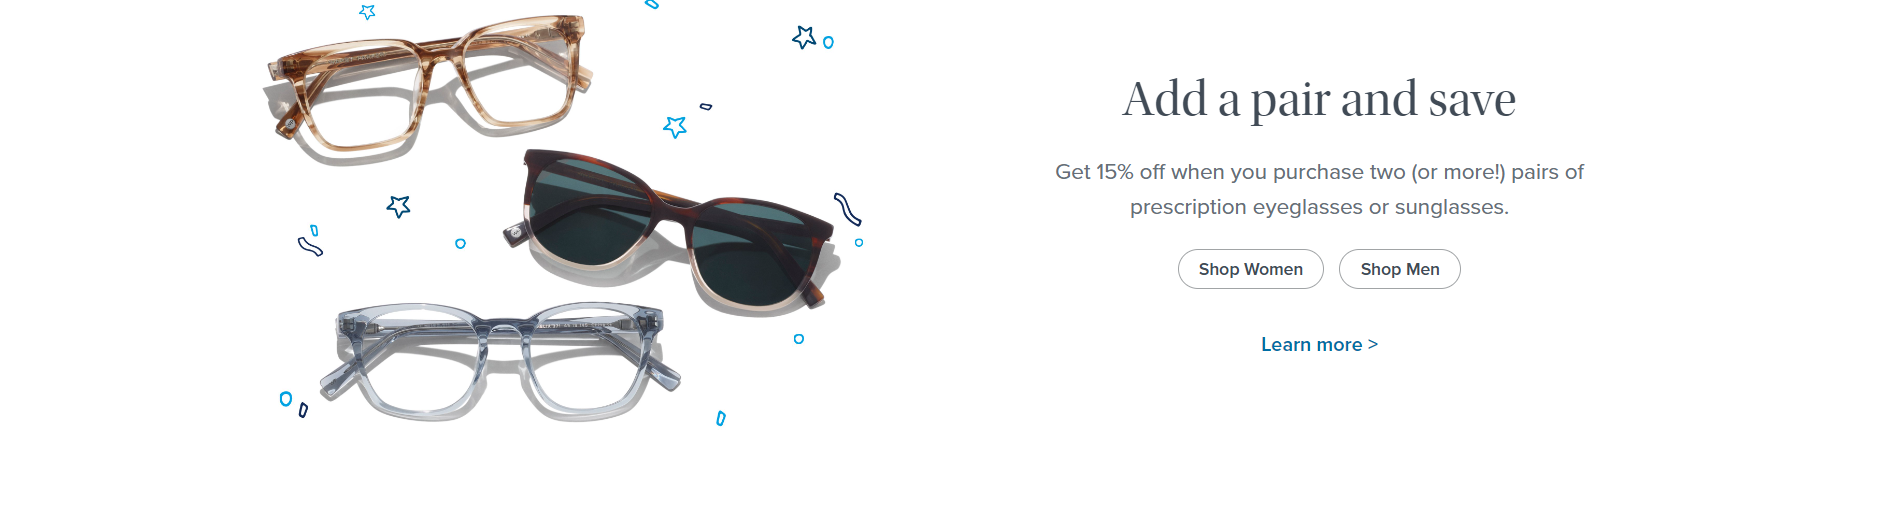 Add a pair and save
Get 15% off when you purchase two (or more!) pairs of
prescription eyeglasses or sunglasses.
Shop Women
Shop Men
Learn more >